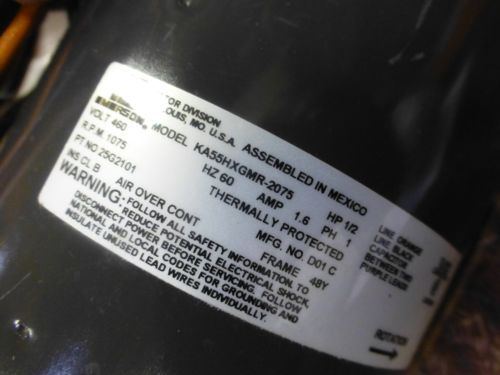 TOR DIVISION
LOUIS, MO. U.S.A. ASSEMBLED IN MEXICO
EMERSON. MODEL KA55HXGMR-2075 HP 1/2
VOLT 460 HZ 60 AMP 1.6 PH 1
R.P.M. 1075 THERMALLY PROTECTED
PT NO. 25G2101 MFG. NO. D01 C
INS CL B AIR OVER CONT FRAME 48Y
WARNING: FOLLOW ALL SAFETY INFORMATION TO
REDUCE POTENTIAL ELECTRICAL SHOCK
DISCONNECT POWER BEFORE SERVICING. FOLLOW
NATIONAL AND LOCAL CODES FOR GROUNDING AND
INSULATE UNUSED LEAD WIRES INDIVIDUALLY.
LINE ORANGE
LINE BLACK
CAPACITOR
BETWEEN TWO
PURPLE LEADS
ROTATION